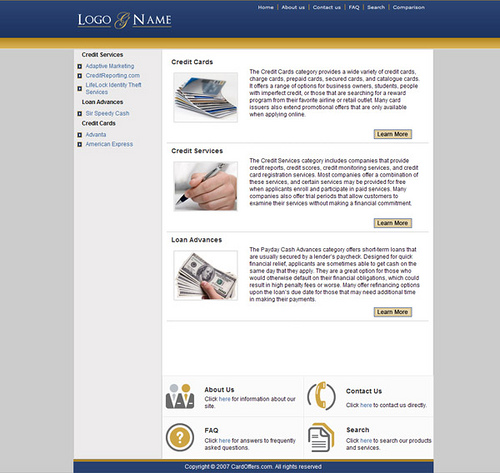 Home | About us | Contact us | FAQ | Search | Comparison
LOGO G NAME
Credit Services
Adaptive Marketing
CreditReporting.com
LifeLock Identity Theft
Services
Loan Advances
Sir Speedy Cash
Credit Cards
Advanta
American Express
Credit Cards
The Credit Cards category provides a wide variety of credit cards,
charge cards, prepaid cards, secured cards, and catalogue cards.
It offers a range of options for business owners, students, people
with imperfect credit, or those that are searching for a reward
program from their favorite airline or retail outlet. Many card
issuers also extend promotional offers that are only available
when applying online.
Learn More
Credit Services
The Credit Services category includes companies that provide
credit reports, credit scores, credit monitoring services, and credit
card registration services. Most companies offer a combination of
these services, and certain services may be provided for free
when applicants enroll and participate in paid services. Many
companies also offer trial periods that allow customers to
examine their services without making a financial commitment.
Learn More
Loan Advances
The Payday Cash Advances category offers short-term loans that
are usually secured by a lender's paycheck. Designed for quick
financial relief, applicants are sometimes able to get cash on the
same day that they apply. They are a great option for those who
would otherwise default on their financial obligations, which could
result in high penalty fees or worse. Many offer refinancing options
upon the loan's due date for those that may need additional time
in making their payments.
Learn More
About Us
Click here for information about our
site.
Contact Us
Click here to contact us directly.
FAQ
Click here for answers to frequently
asked questions.
Search
Click here to search our products
and services.
Copyright © 2007 CardOffers.com. All rights reserved